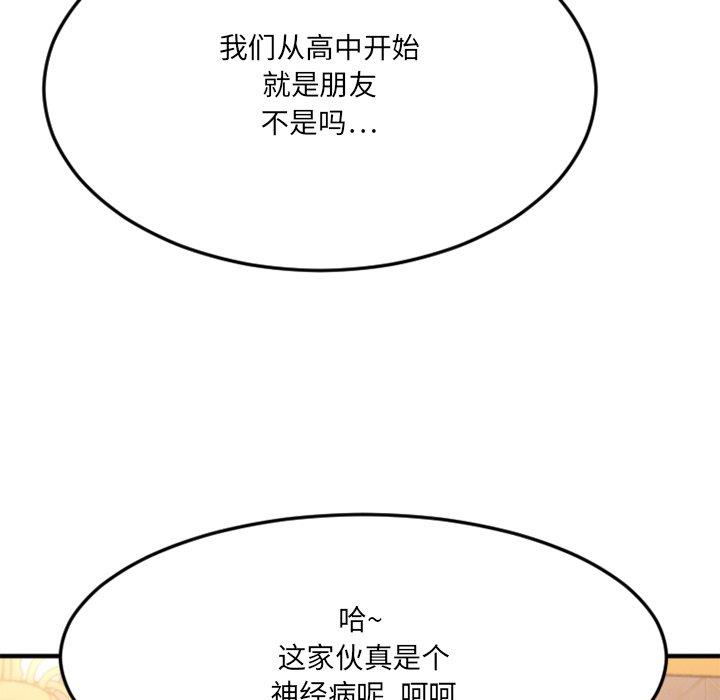 我们从高中开始
就是朋友
不是吗...
哈~
这家伙真是个
神经病呢,呵呵